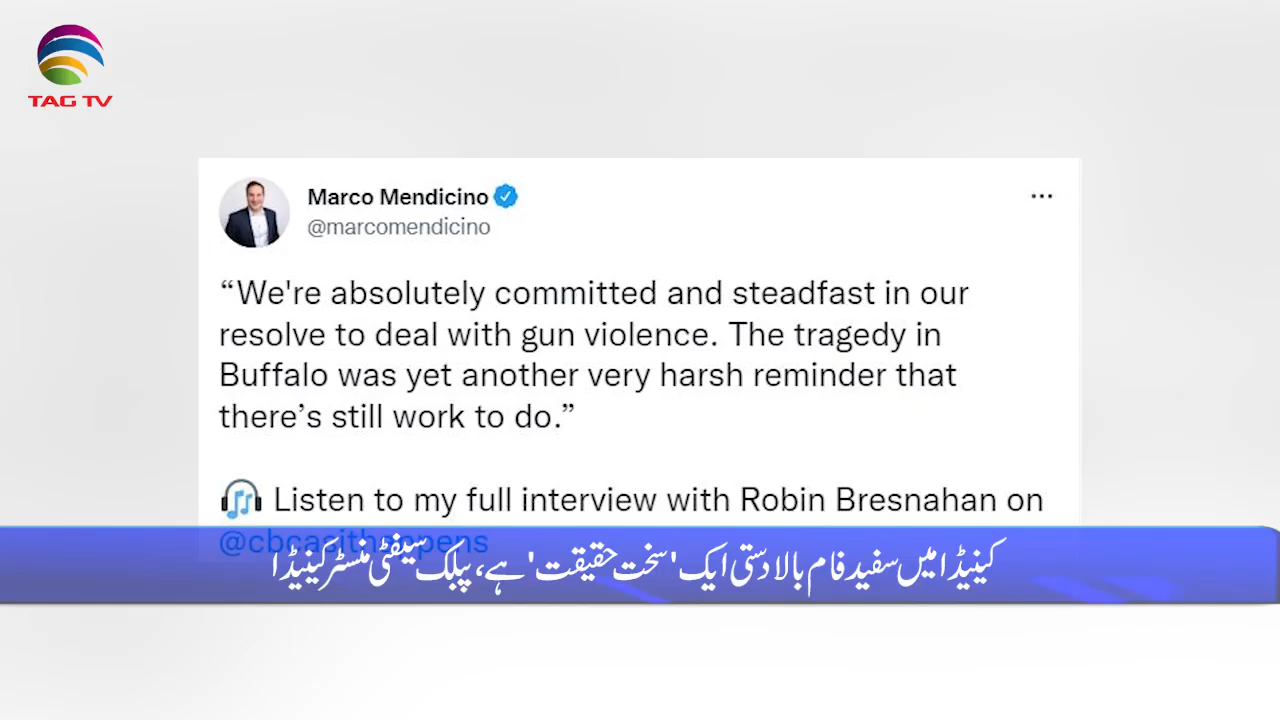 TAG TV
Marco Mendicino
@marcomendicino
“We're absolutely committed and steadfast in our
resolve to deal with gun violence. The tragedy in
Buffalo was yet another very harsh reminder that
there’s still work to do.”
🎧 Listen to my full interview with Robin Bresnahan on
@cbcasithappens
کینیڈا میں سفید فام بالادستی ایک 'سخت حقیقت' ہے، پبلک سیفٹی منسٹر کینیڈا